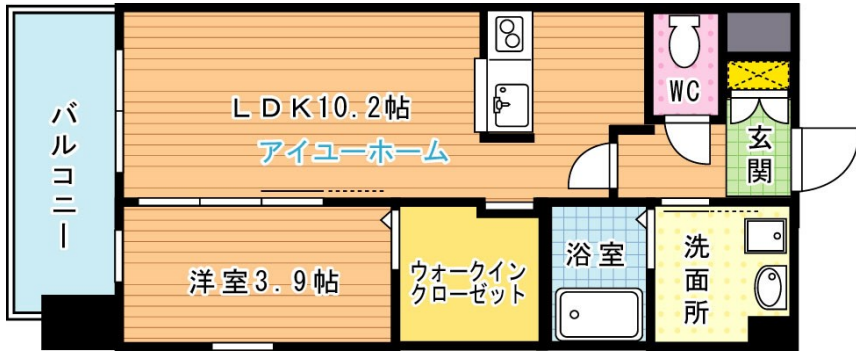 バルコニー
LDK10.2帖
アイユーホーム
WC
玄関
洋室3.9帖
ウォークイン
クローゼット
浴室
洗面所